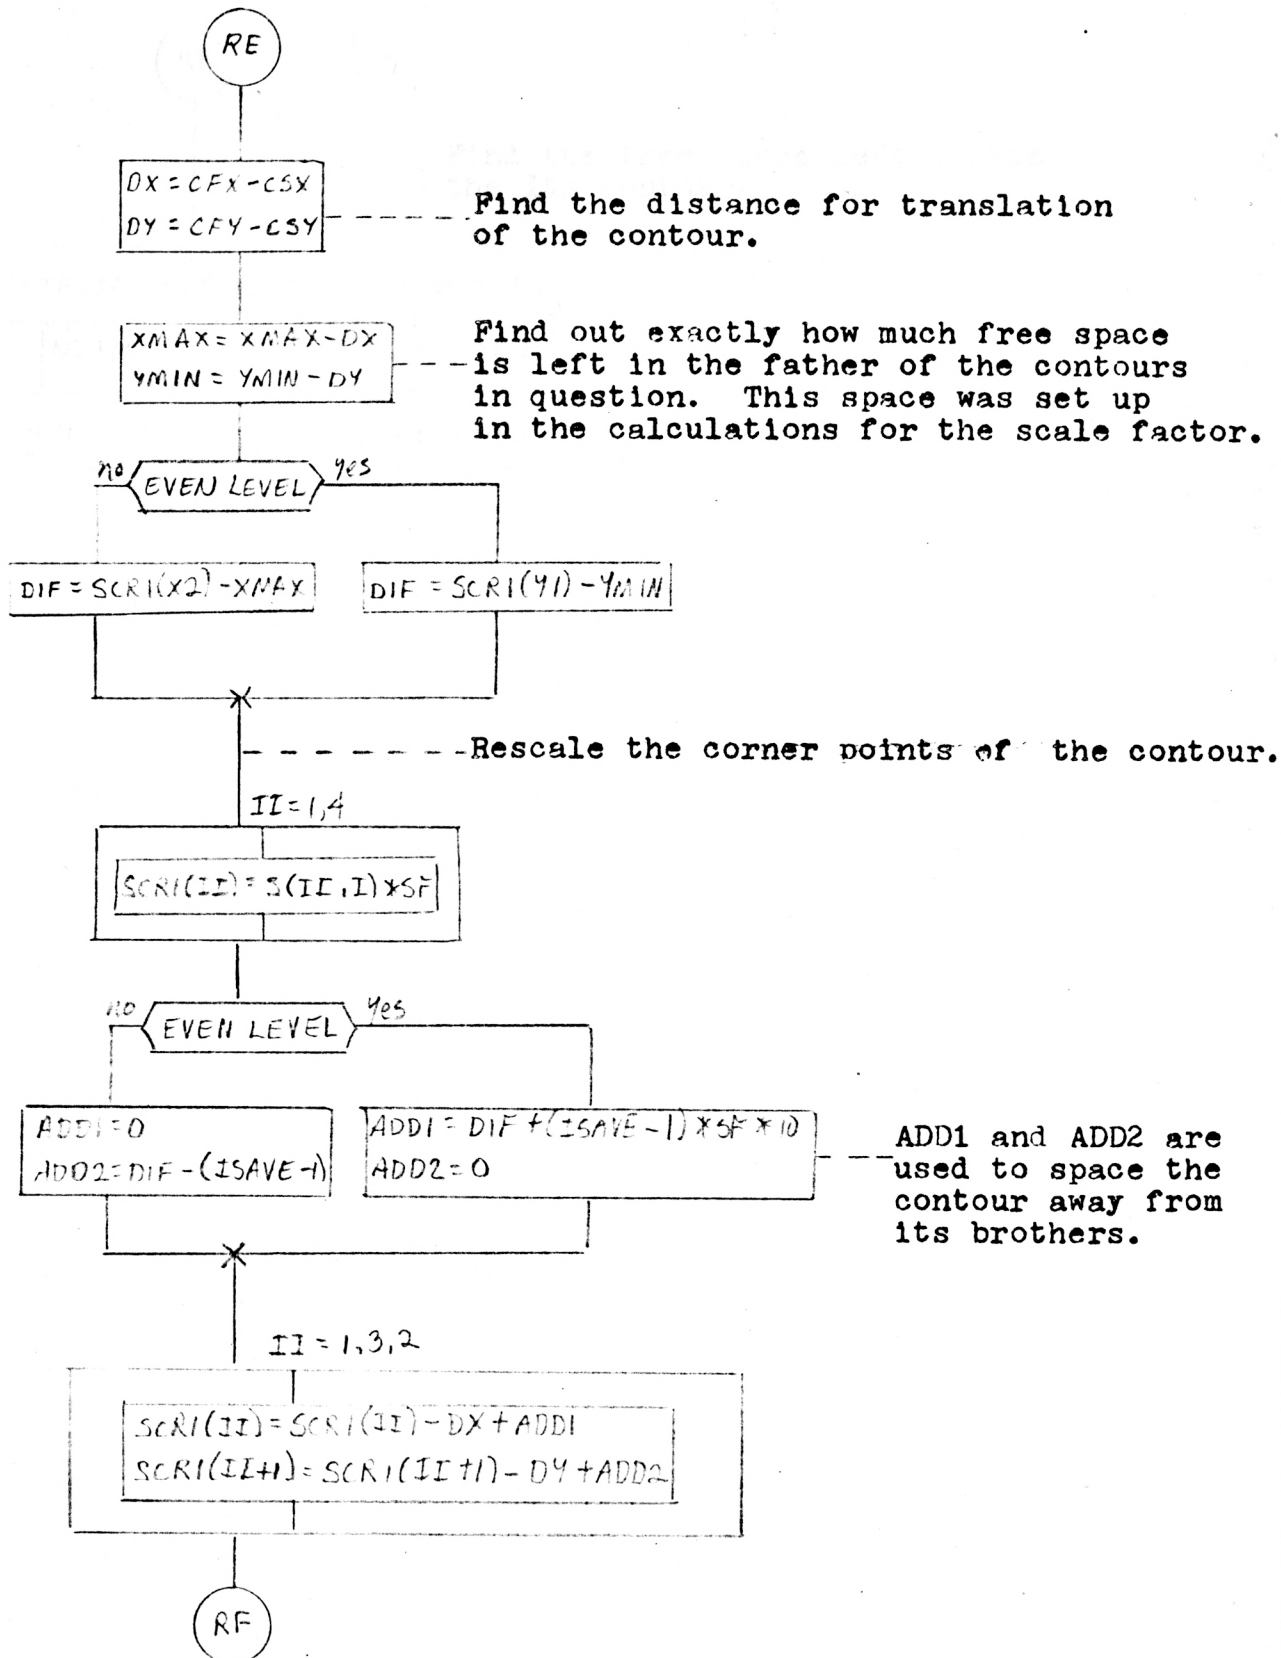 RE
DX = CFX - CSX
DY = CFY - CSY
Find the distance for translation
of the contour.
XMAX = XMAX - DX
YMIN = YMIN - DY
Find out exactly how much free space
is left in the father of the contours
in question. This space was set up
in the calculations for the scale factor.
no EVEN LEVEL yes
DIF = SCR1(X2) - XMAX
DIF = SCR1(Y1) - YMIN
Rescale the corner points of the contour.
II = 1,4
SCR1(II) = S(II,I)*SF
no EVEN LEVEL yes
ADD1 = 0
ADD2 = DIF - (ISAVE-1)
ADD1 = DIF + (ISAVE - 1) * SF * 10
ADD2 = 0
ADD1 and ADD2 are
used to space the
contour away from
its brothers.
II = 1,3,2
SCR1(II) = SCR1(II) - DX + ADD1
SCR1(II+1) = SCR1(II+1) - DY + ADD2
RF